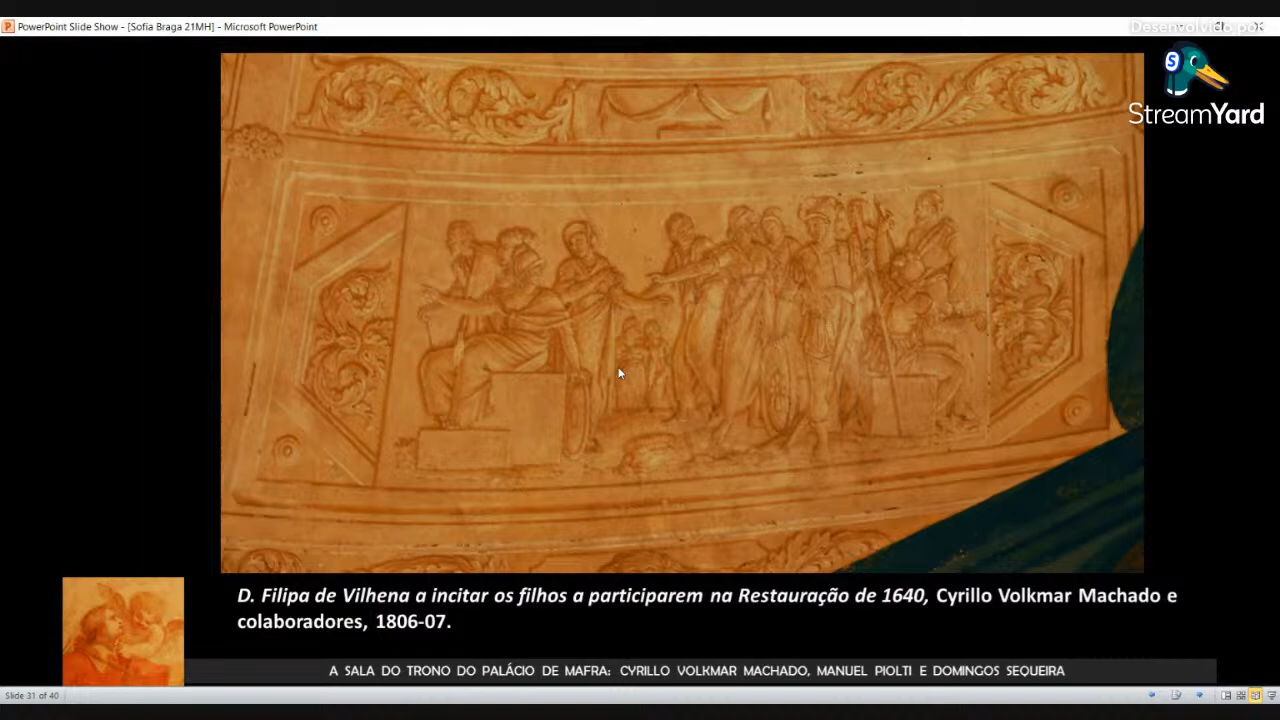 PowerPoint Slide Show - [Sofia Braga 21MH] - Microsoft PowerPoint
Desenvolvido por
StreamYard
D. Filipa de Vilhena a incitar os filhos a participarem na Restauração de 1640, Cyrillo Volkmar Machado e
colaboradores, 1806-07.
A SALA DO TRONO DO PALÁCIO DE MAFRA: CYRILLO VOLKMAR MACHADO, MANUEL PIOLTI E DOMINGOS SEQUEIRA
Slide 31 of 40